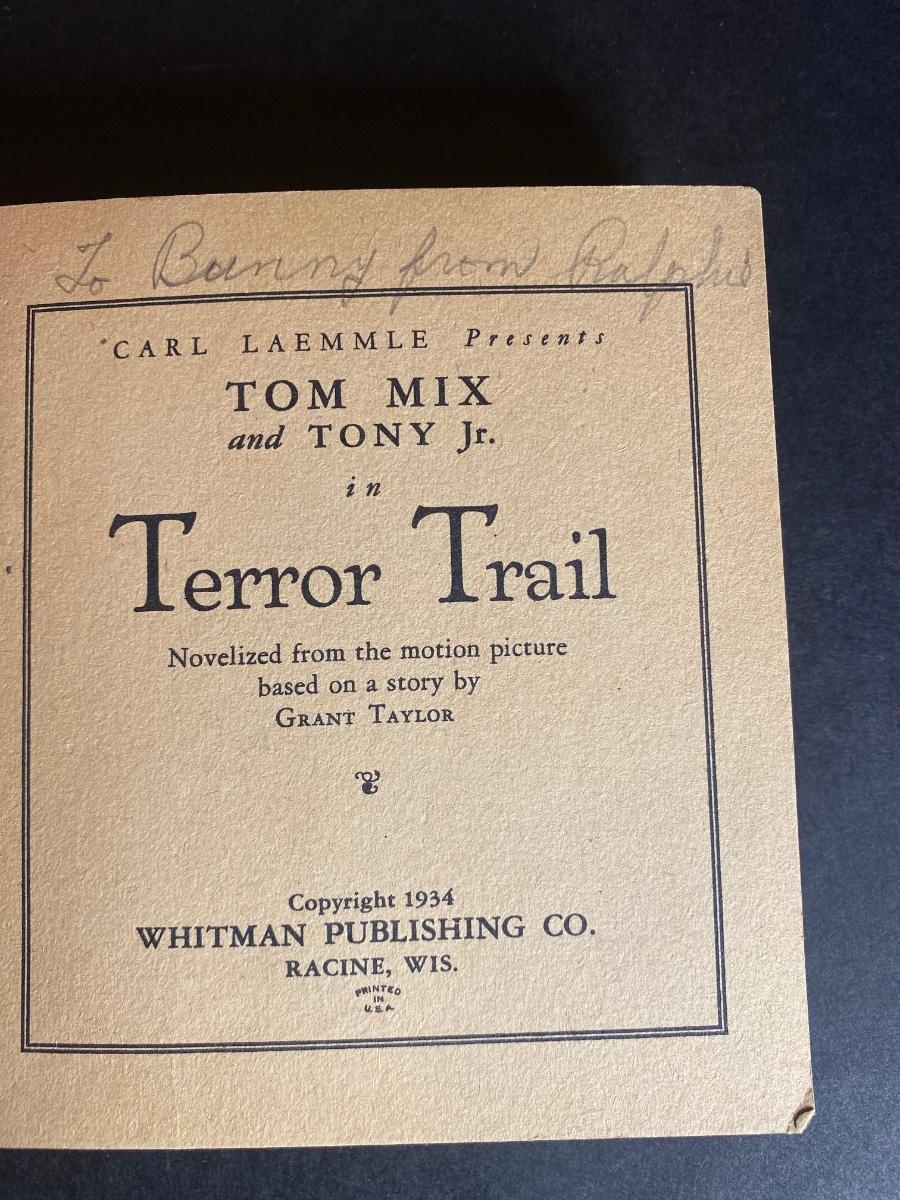 To Bunny from Ralphie
CARL LAEMMLE Presents
TOM MIX
and TONY Jr.
in
Terror Trail
Novelized from the motion picture
based on a story by
GRANT TAYLOR
Copyright 1934
WHITMAN PUBLISHING CO.
RACINE, WIS.
PRINTED
IN
U.S.A